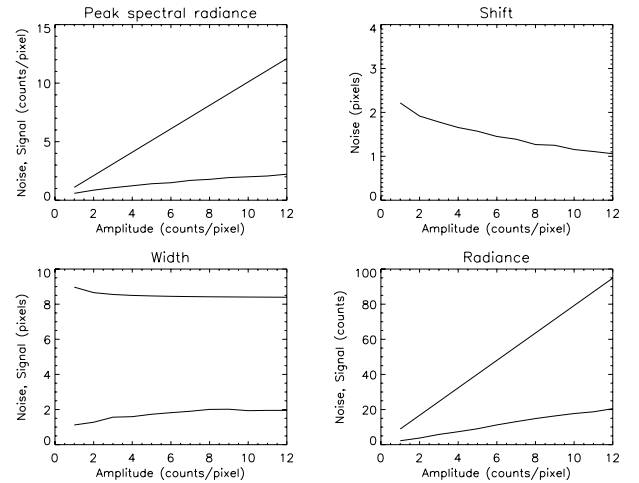 Peak spectral radiance
Noise, Signal (counts/pixel)
15
10
5
0
0 2 4 6 8 10 12
Amplitude (counts/pixel)
Shift
Noise (pixels)
4
3
2
1
0
0 2 4 6 8 10 12
Amplitude (counts/pixel)
Width
Noise, Signal (pixels)
10
8
6
4
2
0
0 2 4 6 8 10 12
Amplitude (counts/pixel)
Radiance
Noise, Signal (counts)
100
80
60
40
20
0
0 2 4 6 8 10 12
Amplitude (counts/pixel)